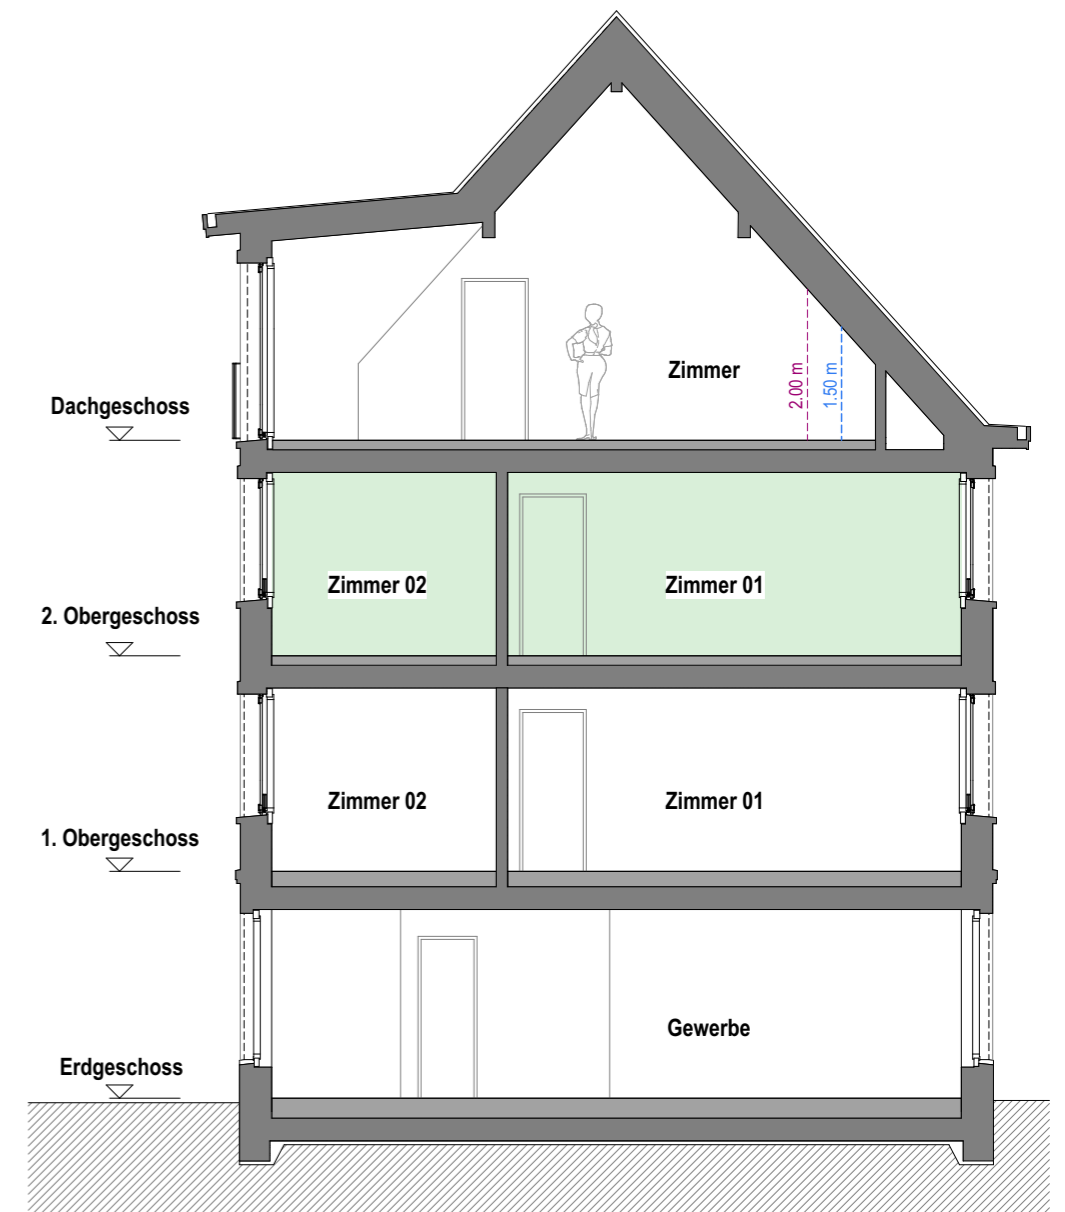 Zimmer
2.00 m
1.50 m
Dachgeschoss
Zimmer 02
Zimmer 01
2. Obergeschoss
Zimmer 02
Zimmer 01
1. Obergeschoss
Gewerbe
Erdgeschoss